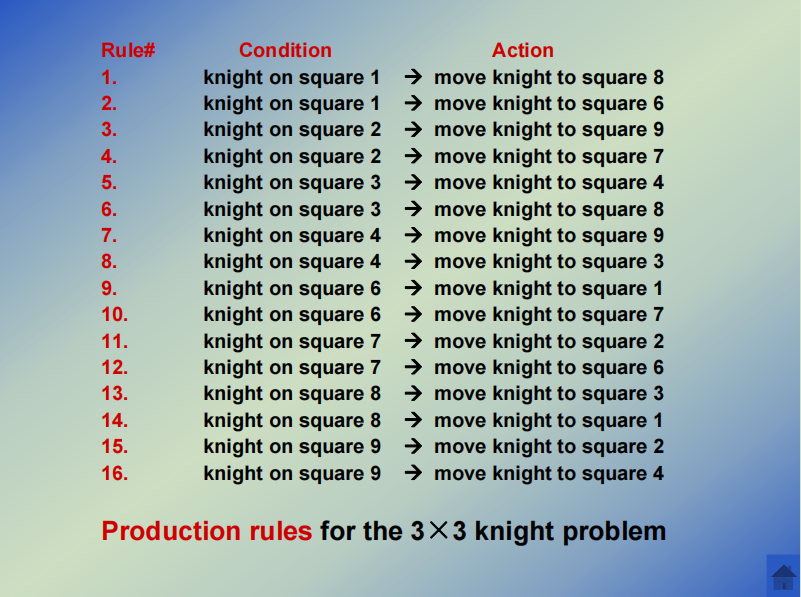 Rule# Condition Action
1. knight on square 1 → move knight to square 8
2. knight on square 1 → move knight to square 6
3. knight on square 2 → move knight to square 9
4. knight on square 2 → move knight to square 7
5. knight on square 3 → move knight to square 4
6. knight on square 3 → move knight to square 8
7. knight on square 4 → move knight to square 9
8. knight on square 4 → move knight to square 3
9. knight on square 6 → move knight to square 1
10. knight on square 6 → move knight to square 7
11. knight on square 7 → move knight to square 2
12. knight on square 7 → move knight to square 6
13. knight on square 8 → move knight to square 3
14. knight on square 8 → move knight to square 1
15. knight on square 9 → move knight to square 2
16. knight on square 9 → move knight to square 4
Production rules for the 3×3 knight problem